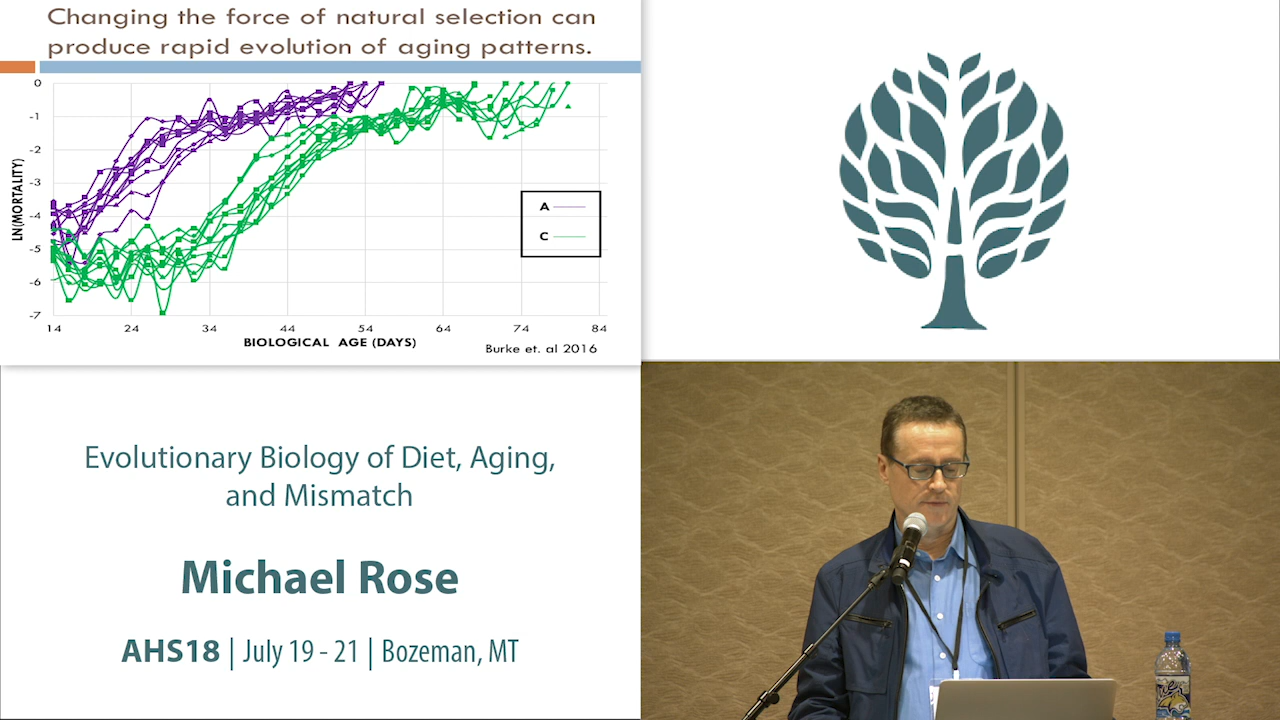 Changing the force of natural selection can
produce rapid evolution of aging patterns.
0
-1
-2
-3
-4
-5
-6
-7
LN(MORTALITY)
A
C
14 24 34 44 54 64 74 84
BIOLOGICAL AGE (DAYS)
Burke et. al 2016
Evolutionary Biology of Diet, Aging,
and Mismatch
Michael Rose
AHS18 | July 19 - 21 | Bozeman, MT